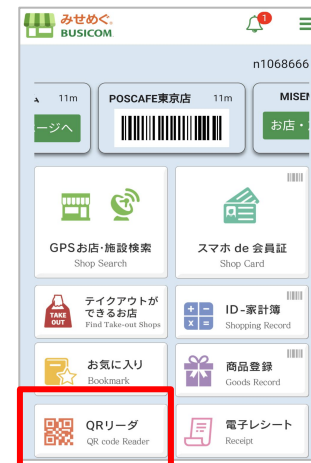 みせめぐ。
BUSICOM
1
n1068666
11m
POSCAFE東京店 11m
MISE
ージへ
お店・
GPSお店・施設検索
Shop Search
スマホ de 会員証
Shop Card
TAKE OUT
テイクアウトが
できるお店
Find Take-out Shops
ID-家計簿
Shopping Record
お気に入り
Bookmark
商品登録
Goods Record
QRリーダ
QR code Reader
電子レシート
Receipt